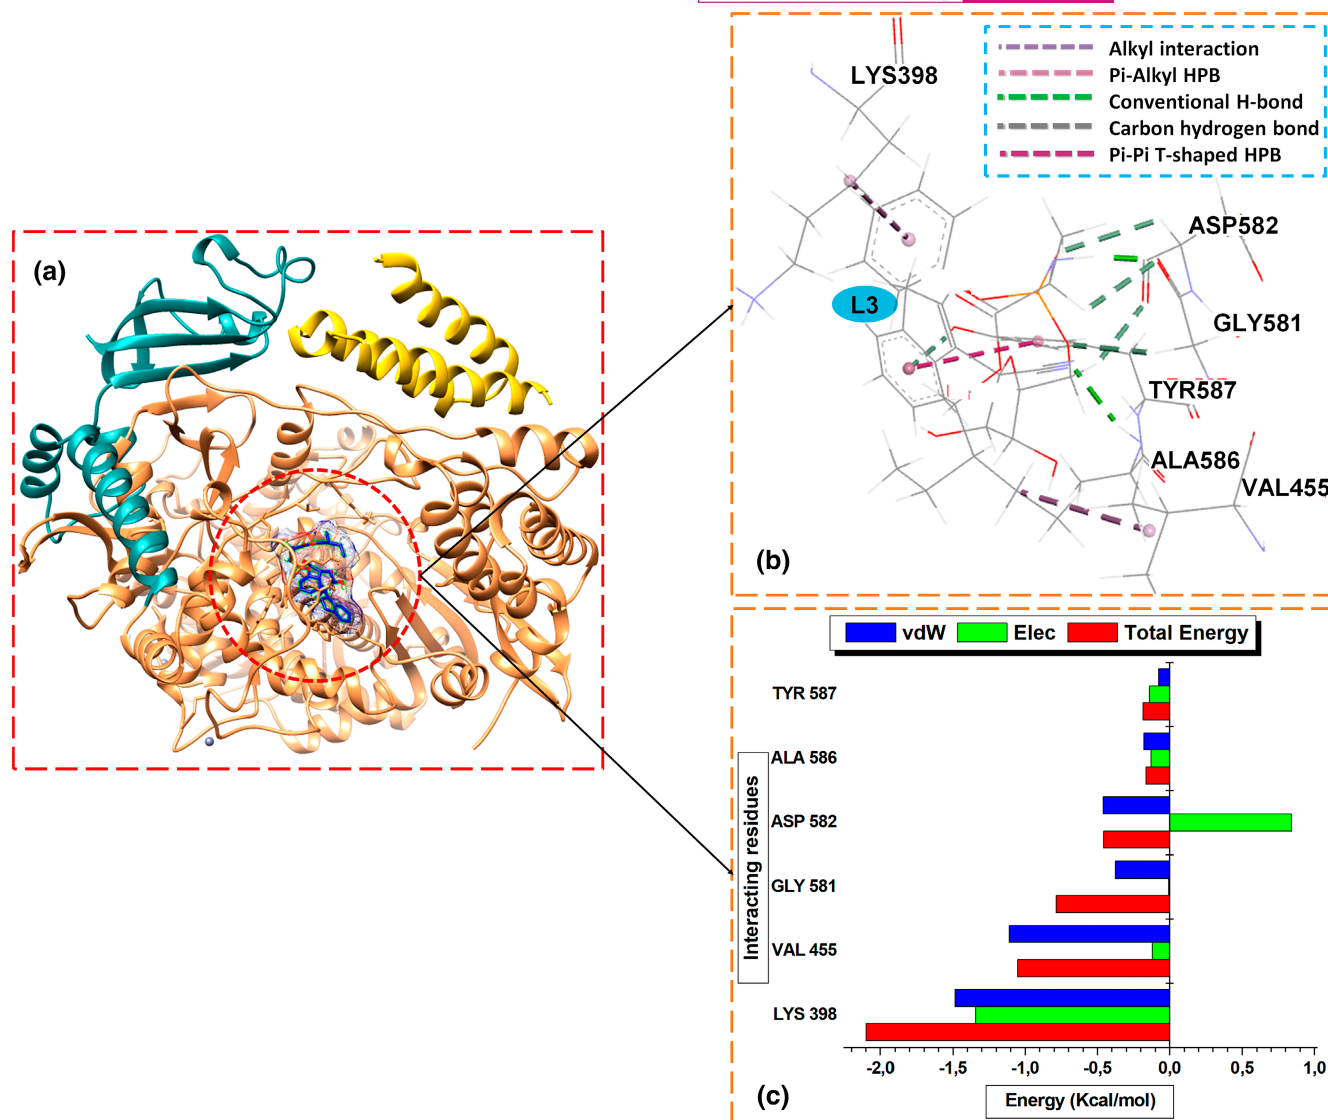 (a)
LYS398
Alkyl interaction
Pi-Alkyl HPB
Conventional H-bond
Carbon hydrogen bond
Pi-Pi T-shaped HPB
ASP582
L3
GLY581
TYR587
ALA586
VAL455
(b)
vdW Elec Total Energy
TYR 587
ALA 586
ASP 582
GLY 581
VAL 455
LYS 398
Interacting residues
-2,0 -1,5 -1,0 -0,5 0,0 0,5 1,0
Energy (Kcal/mol)
(c)